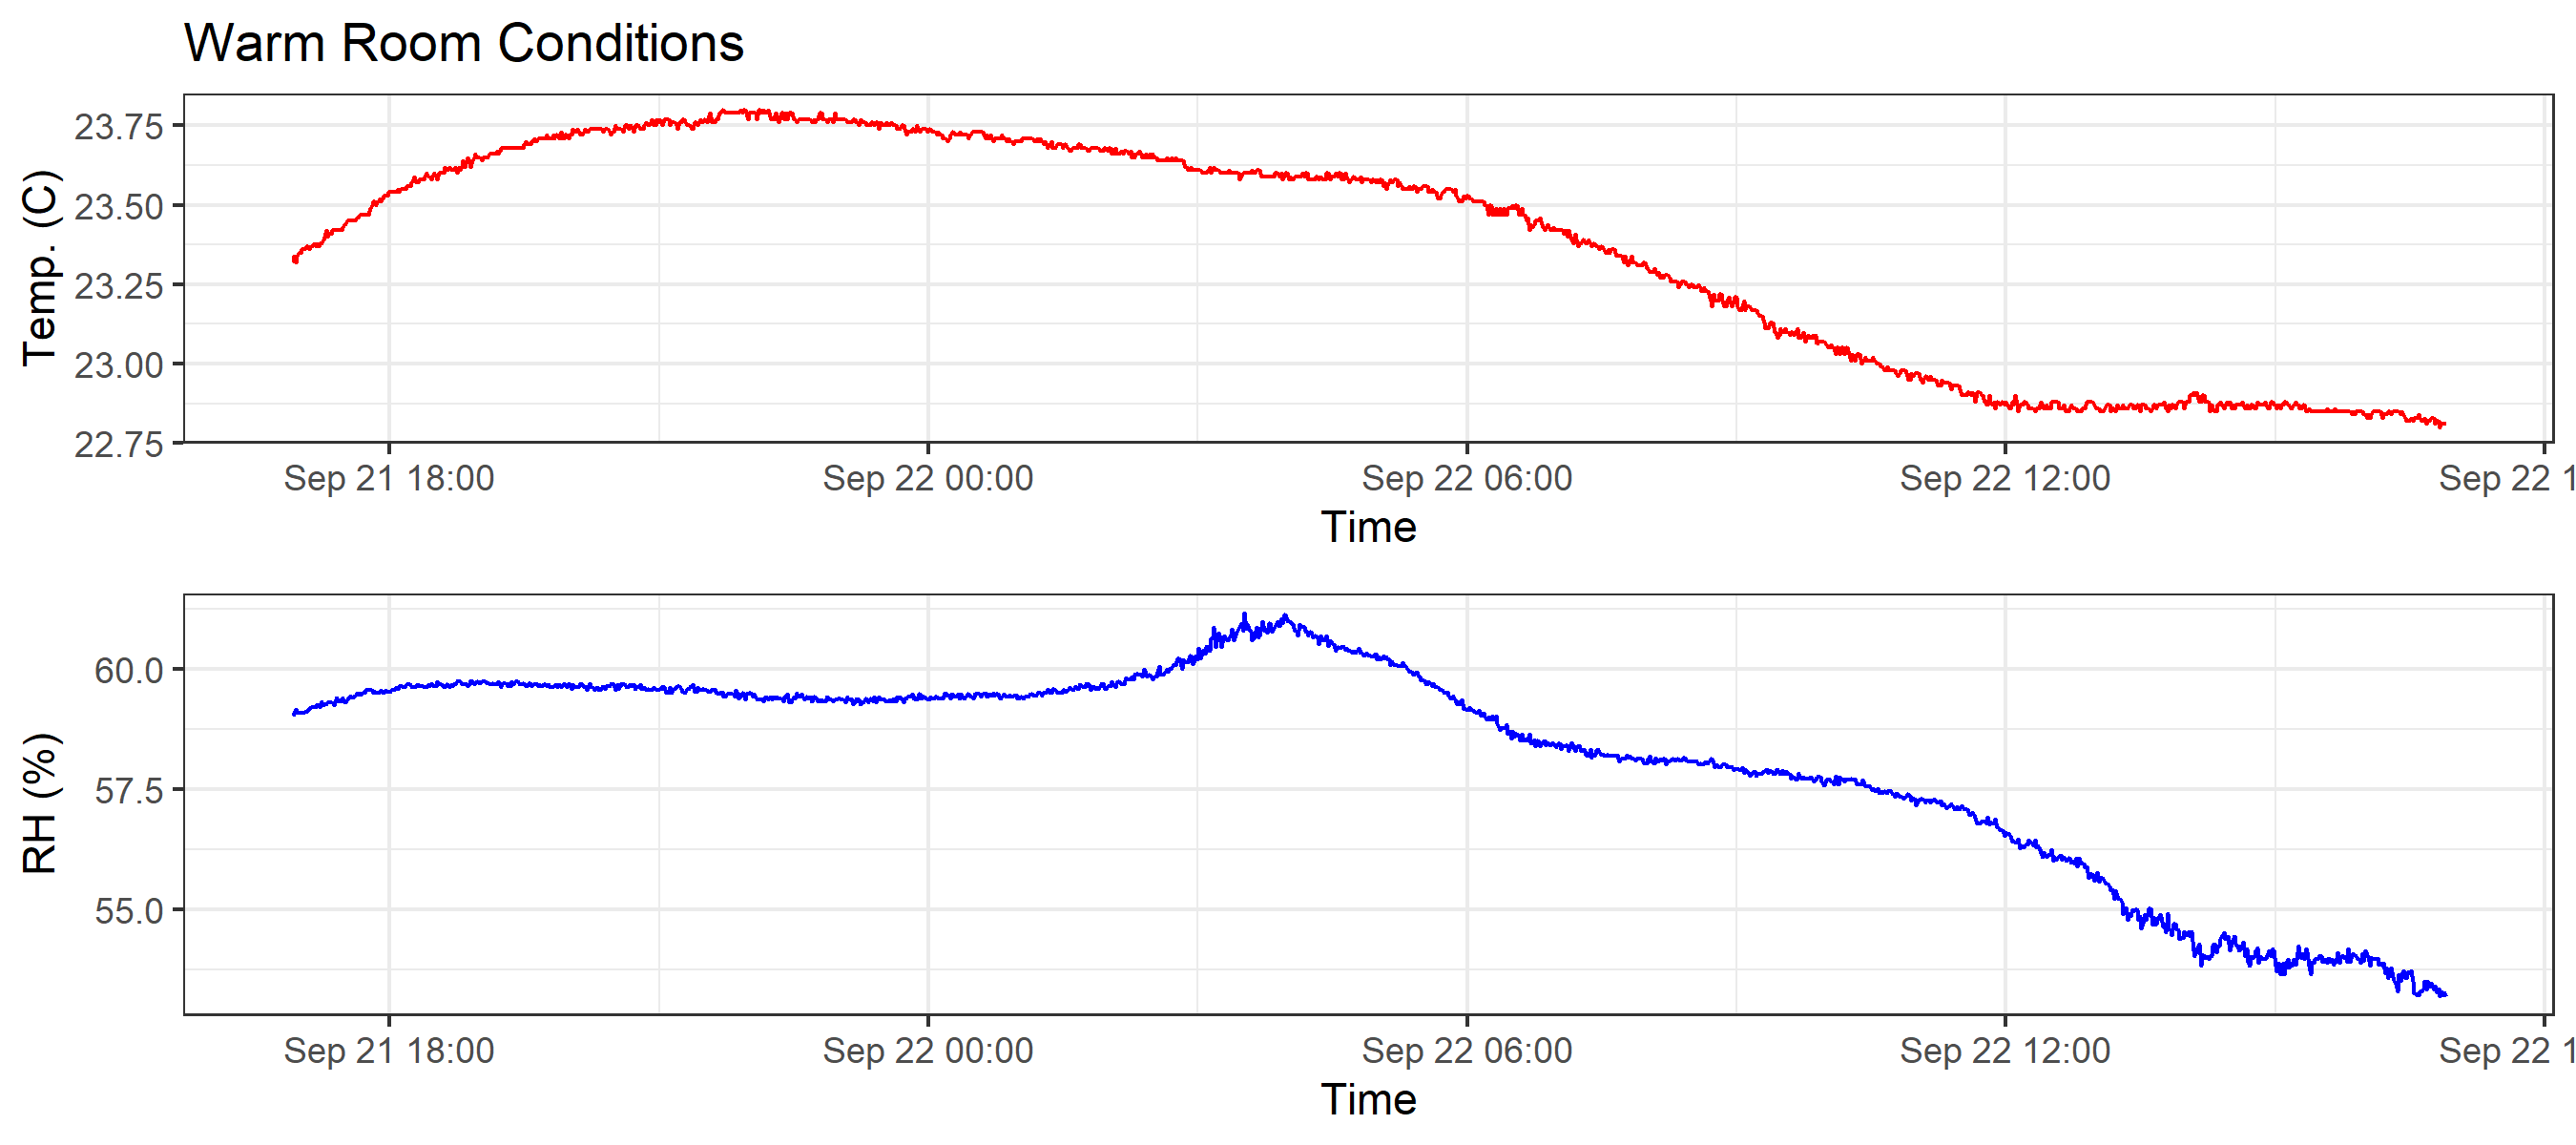 Warm Room Conditions
23.75
23.50
23.25
23.00
22.75
Temp. (C)
Sep 21 18:00 Sep 22 00:00 Sep 22 06:00 Sep 22 12:00 Sep 22 1
Time
60.0
57.5
55.0
RH (%)
Sep 21 18:00 Sep 22 00:00 Sep 22 06:00 Sep 22 12:00 Sep 22 1
Time